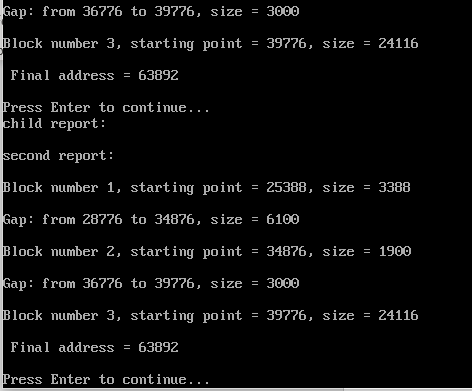 Gap: from 36776 to 39776, size = 3000
Block number 3, starting point = 39776, size = 24116
Final address = 63892
Press Enter to continue...
child report:
second report:
Block number 1, starting point = 25388, size = 3388
Gap: from 28776 to 34876, size = 6100
Block number 2, starting point = 34876, size = 1900
Gap: from 36776 to 39776, size = 3000
Block number 3, starting point = 39776, size = 24116
Final address = 63892
Press Enter to continue...